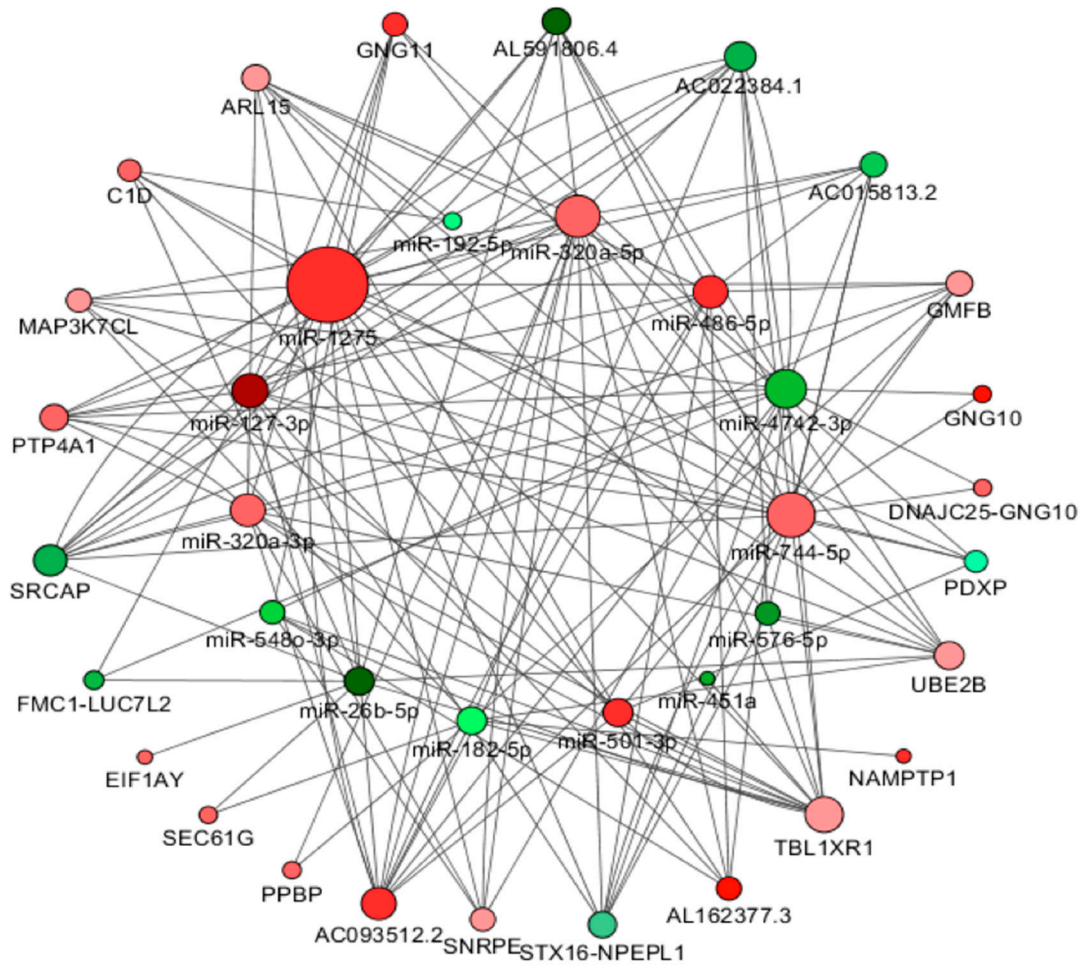 GNG11
AL591806.4
AC022384.1
ARL15
AC015813.2
C1D
miR-192-5p
miR-320a-5p
GMFB
MAP3K7CL
miR-486-5p
miR-1275
GNG10
miR-127-3p
miR-4742-3p
PTP4A1
DNAJC25-GNG10
miR-320a-3p
miR-744-5p
PDXP
SRCAP
miR-548o-3p
miR-576-5p
UBE2B
FMC1-LUC7L2
miR-26b-5p
miR-451a
miR-182-5p
miR-501-3p
EIF1AY
NAMPTP1
SEC61G
TBL1XR1
PPBP
AL162377.3
AC093512.2
SNRPE
STX16-NPEPL1